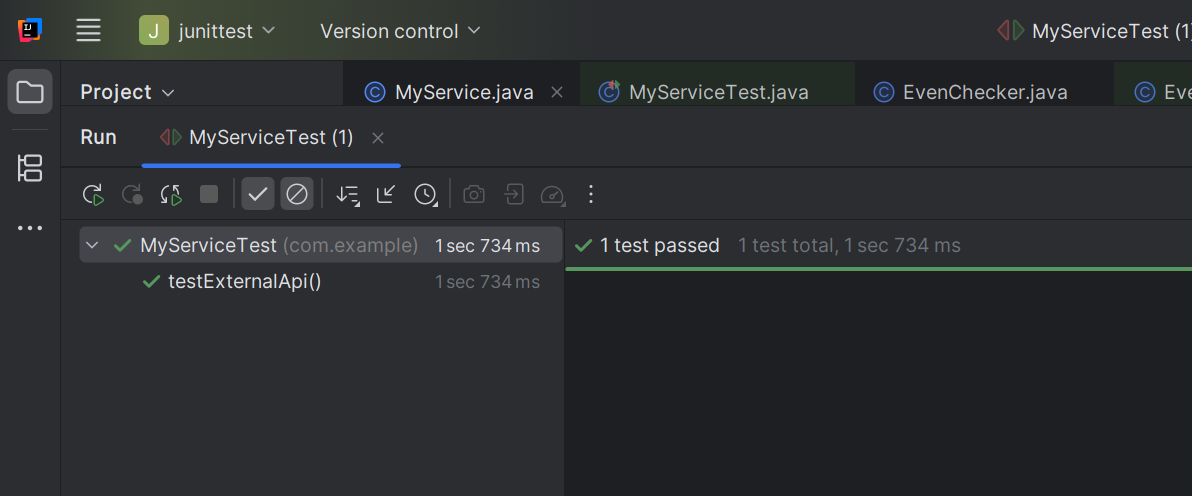 J junittest Version control MyServiceTest (1)
Project MyService.java MyServiceTest.java EvenChecker.java Eve
Run MyServiceTest (1)
MyServiceTest (com.example) 1 sec 734 ms
1 test passed 1 test total, 1 sec 734 ms
testExternalApi() 1 sec 734 ms